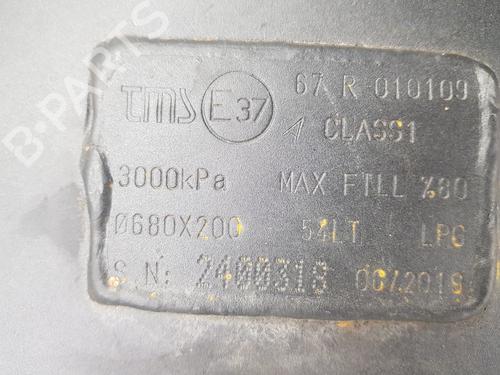 B-PARTS
tms E37 67 R 010109
A CLASS1
3000kPa MAX FILL %80
Ø680X200 54LT LPG
S.N: 2400318 06/2019